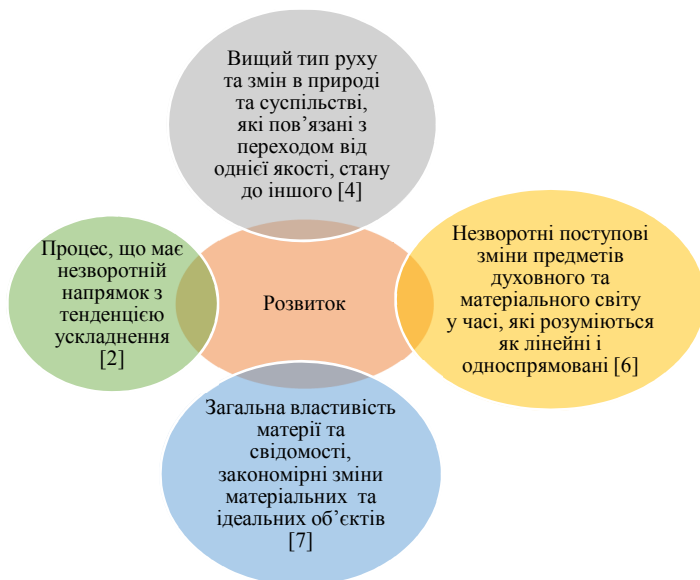 Вищий тип руху
та змін в природі
та суспільстві,
які пов’язані з
переходом від
однієї якості, стану
до іншого [4]
Процес, що має
незворотній
напрямок з
тенденцією
ускладнення
[2]
Розвиток
Незворотні поступові
зміни предметів
духовного та
матеріального світу
у часі, які розуміються
як лінійні і
односпрямовані [6]
Загальна властивість
матерії та
свідомості,
закономірні зміни
матеріальних та
ідеальних об’єктів
[7]